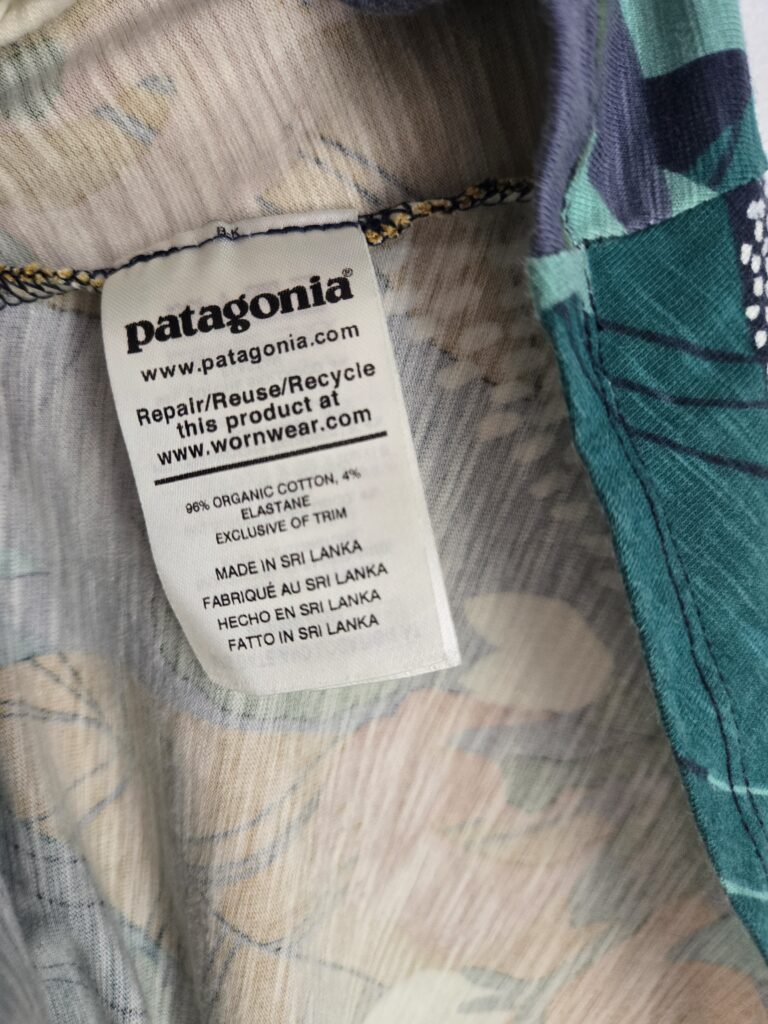 B.K
patagonia®
www.patagonia.com
Repair/Reuse/Recycle
this product at
www.wornwear.com
96% ORGANIC COTTON, 4%
ELASTANE
EXCLUSIVE OF TRIM
MADE IN SRI LANKA
FABRIQUÉ AU SRI LANKA
HECHO EN SRI LANKA
FATTO IN SRI LANKA